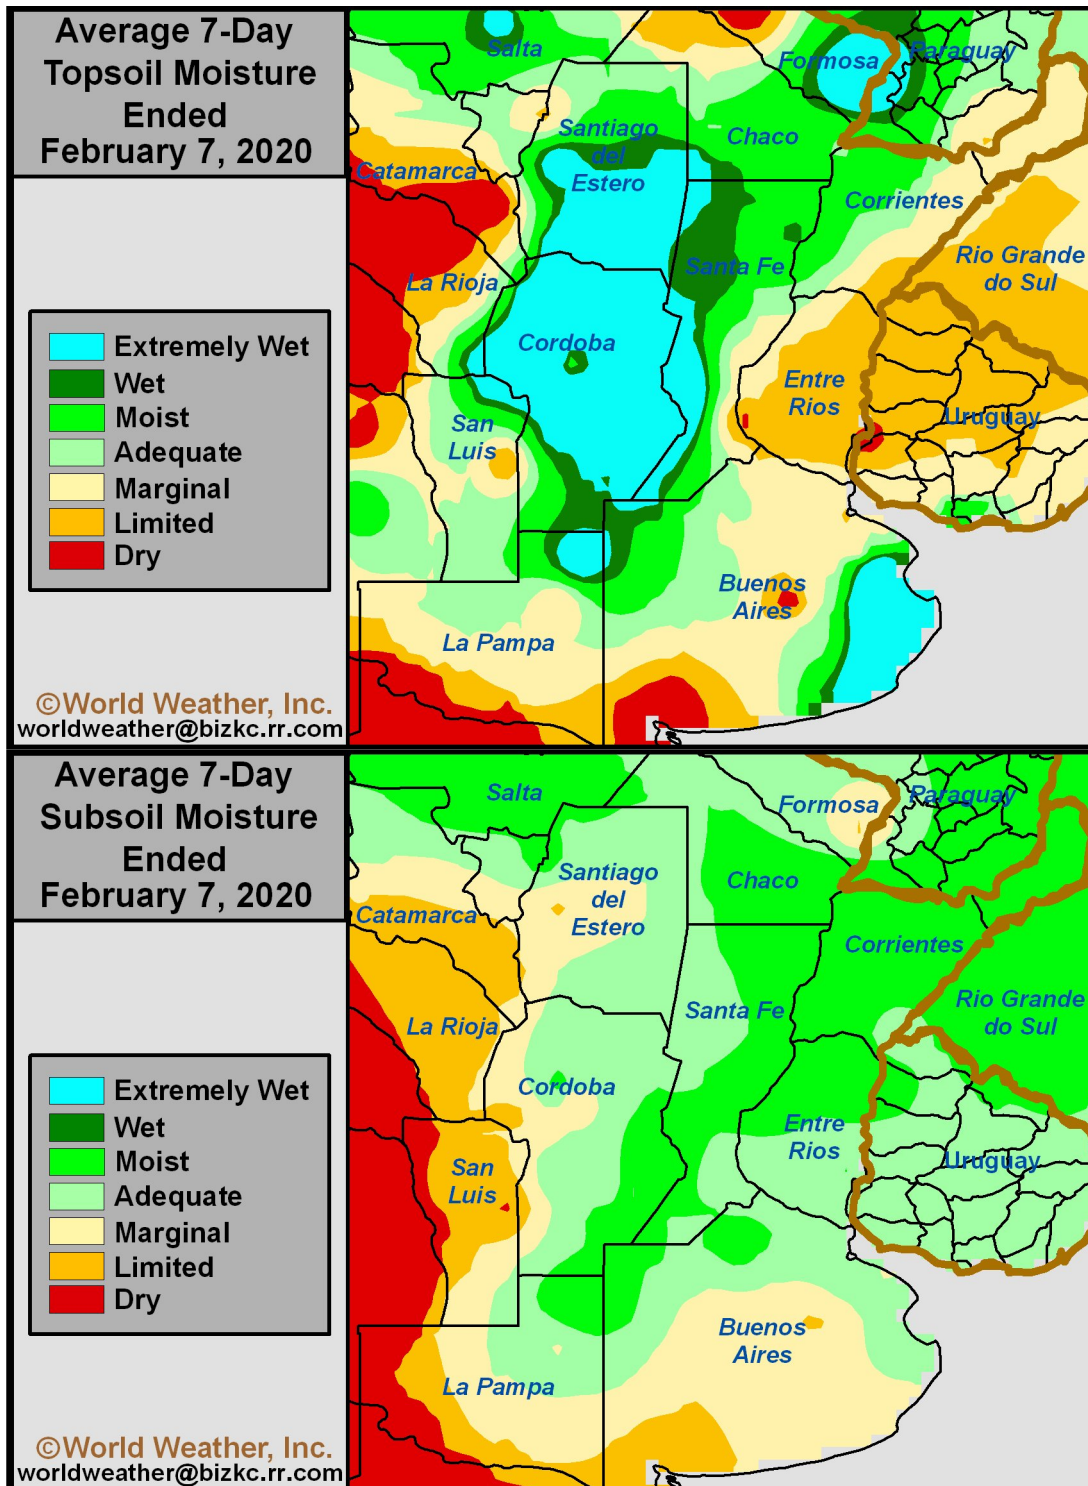 Average 7-Day
Topsoil Moisture
Ended
February 7, 2020
Extremely Wet
Wet
Moist
Adequate
Marginal
Limited
Dry
©World Weather, Inc.
worldweather@bizkc.rr.com
Salta
Formosa
Paraguay
Santiago
del
Estero
Chaco
Catamarca
Corrientes
La Rioja
Santa Fe
Rio Grande
do Sul
Cordoba
Entre
Rios
Uruguay
San
Luis
Buenos
Aires
La Pampa
Average 7-Day
Subsoil Moisture
Ended
February 7, 2020
Extremely Wet
Wet
Moist
Adequate
Marginal
Limited
Dry
©World Weather, Inc.
worldweather@bizkc.rr.com
Salta
Formosa
Paraguay
Santiago
del
Estero
Chaco
Catamarca
Corrientes
La Rioja
Santa Fe
Rio Grande
do Sul
Cordoba
Entre
Rios
Uruguay
San
Luis
Buenos
Aires
La Pampa